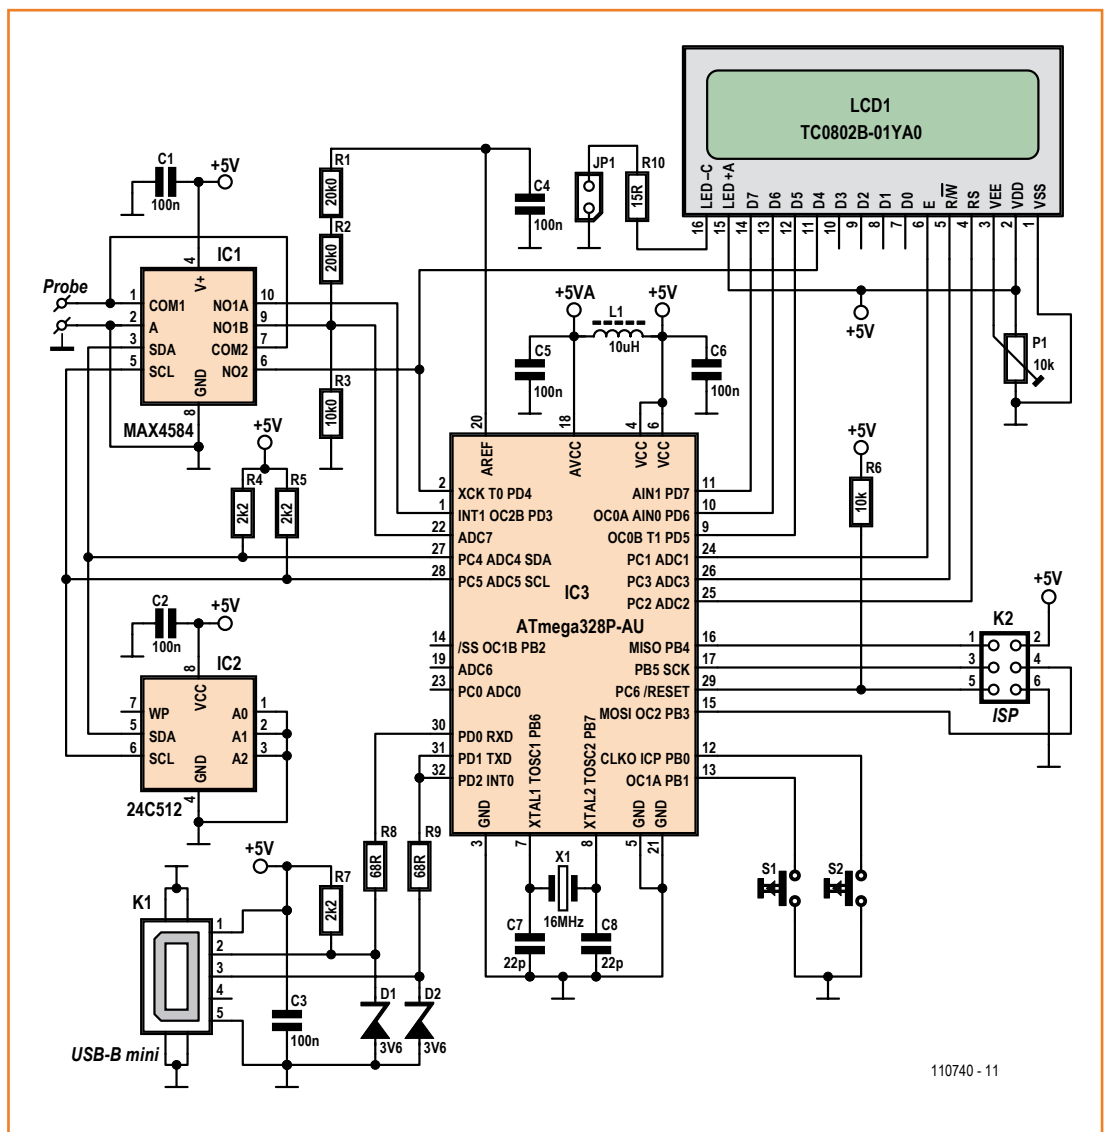 LCD1
TC0802B-01YA0
LED –C
LED +A
D7
D6
D5
D4
D3
D2
D1
D0
E
R/W
RS
VEE
VDD
VSS
16
15
14
13
12
11
10
9
8
7
6
5
4
3
2
1
JP1
R10
15R
C1
100n
+5V
R1
20k0
R2
20k0
C4
100n
IC1
Probe
4
V+
1 COM1 NO1A 10
2 A NO1B 9
3 SDA COM2 7
5 SCL NO2 6
GND
8
MAX4584
R3
10k0
+5VA
+5V
L1
10uH
C5
100n
C6
100n
+5V
P1
10k
+5V
R4
2k2
R5
2k2
+5V
R6
10k
20
18
4
6
AREF
AVCC
VCC
VCC
2 XCK T0 PD4
1 INT1 OC2B PD3
22 ADC7
27 PC4 ADC4 SDA
28 PC5 ADC5 SCL
14 /SS OC1B PB2
19 ADC6
23 PC0 ADC0
30 PD0 RXD
31 PD1 TXD
32 PD2 INT0
IC3
ATmega328P-AU
AIN1 PD7 11
OC0A AIN0 PD6 10
OC0B T1 PD5 9
PC1 ADC1 24
PC3 ADC3 26
PC2 ADC2 25
MISO PB4 16
PB5 SCK 17
PC6 /RESET 29
MOSI OC2 PB3 15
CLKO ICP PB0 12
OC1A PB1 13
GND
XTAL1 TOSC1 PB6
XTAL2 TOSC2 PB7
GND
GND
3
7
8
5
21
C2
100n
+5V
IC2
8
VCC
7 WP A0 1
5 SDA A1 2
6 SCL A2 3
GND
4
24C512
+5V
K2
1 2
3 4
5 6
ISP
+5V
R7
2k2
R8
68R
R9
68R
X1
16MHz
C7
22p
C8
22p
S1
S2
K1
1
2
3
4
5
USB-B mini
C3
100n
D1
3V6
D2
3V6
110740 - 11